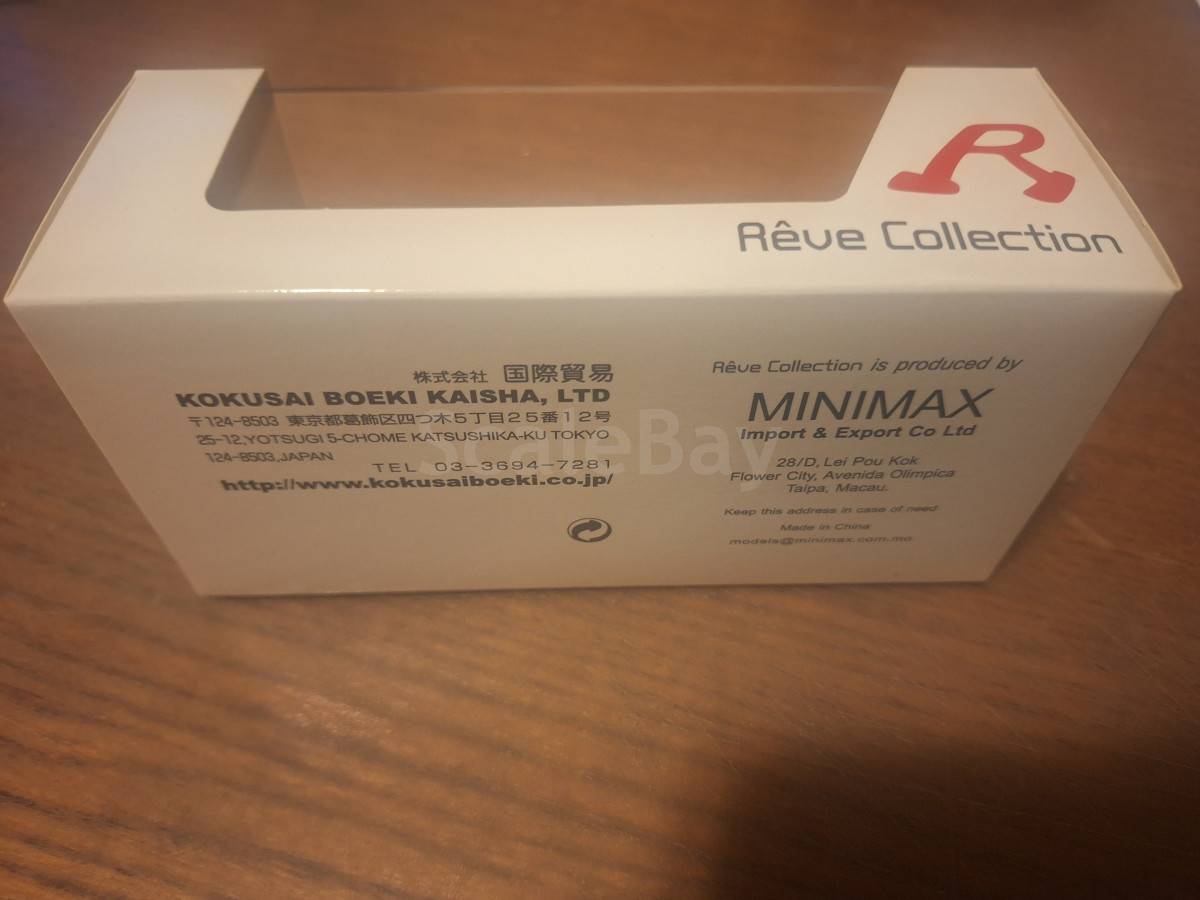 R
Rêve Collection
株式会社 国際貿易
KOKUSAI BOEKI KAISHA, LTD
〒124-8503 東京都葛飾区四つ木5丁目25番12号
25-12,YOTSUGI 5-CHOME KATSUSHIKA-KU TOKYO
124-8503,JAPAN
TEL 03-3694-7281
http://www.kokusaiboeki.co.jp/
Rêve Collection is produced by
MINIMAX
Import & Export Co Ltd
28/D, Lei Pou Kok
Flower City, Avenida Olimpica
Taipa, Macau.
Keep this address in case of need
Made in China
models@minimax.com.mo
ScaleBay